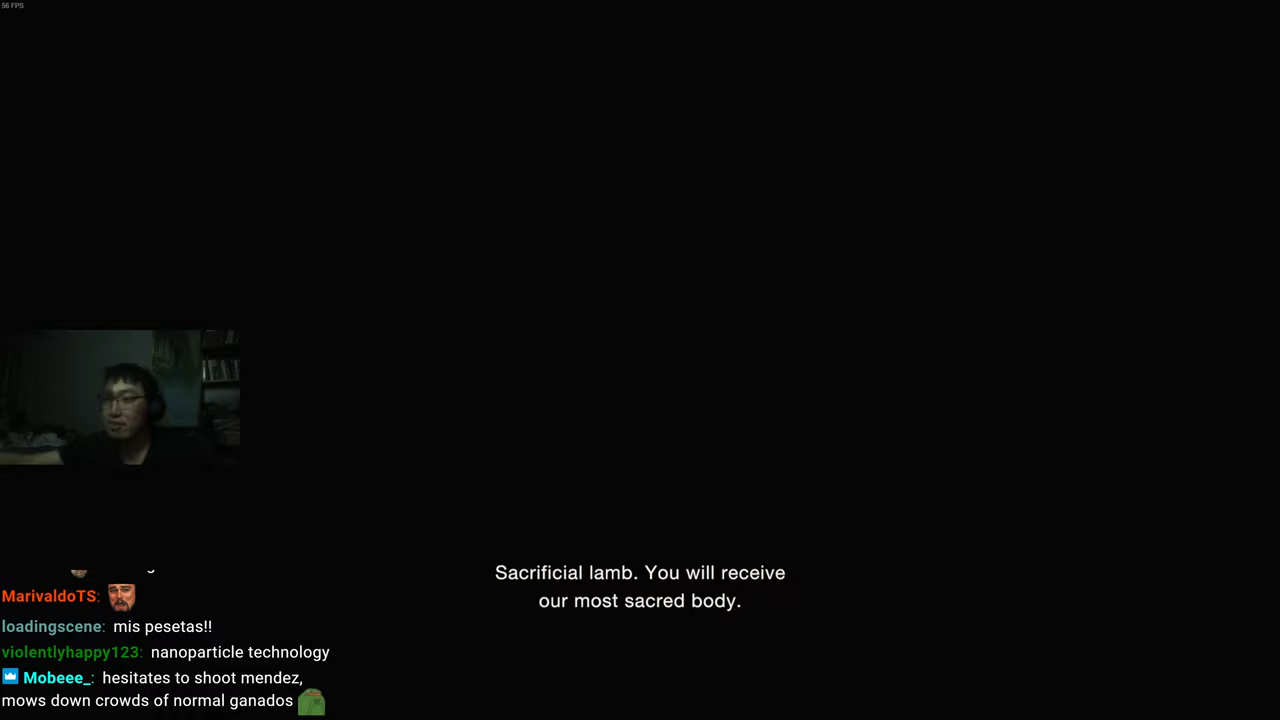 56 FPS
Sacrificial lamb. You will receive
our most sacred body.
MarivaldoTS:
loadingscene: mis pesetas!!
violentlyhappy123: nanoparticle technology
Mobeee_: hesitates to shoot mendez,
mows down crowds of normal ganados